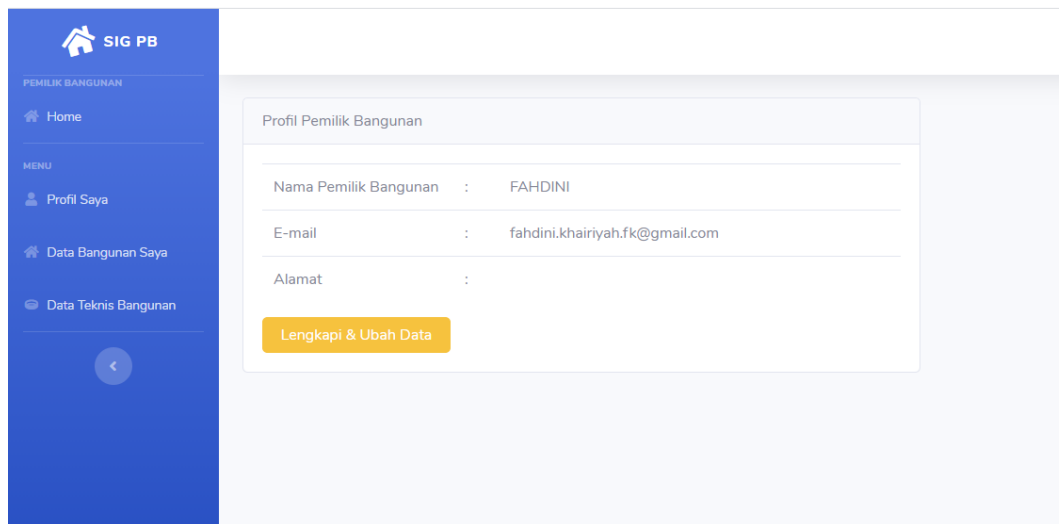 SIG PB
PEMILIK BANGUNAN
Home
MENU
Profil Saya
Data Bangunan Saya
Data Teknis Bangunan
Profil Pemilik Bangunan
Nama Pemilik Bangunan : FAHDINI
E-mail : fahdini.khairiyah.fk@gmail.com
Alamat :
Lengkapi & Ubah Data